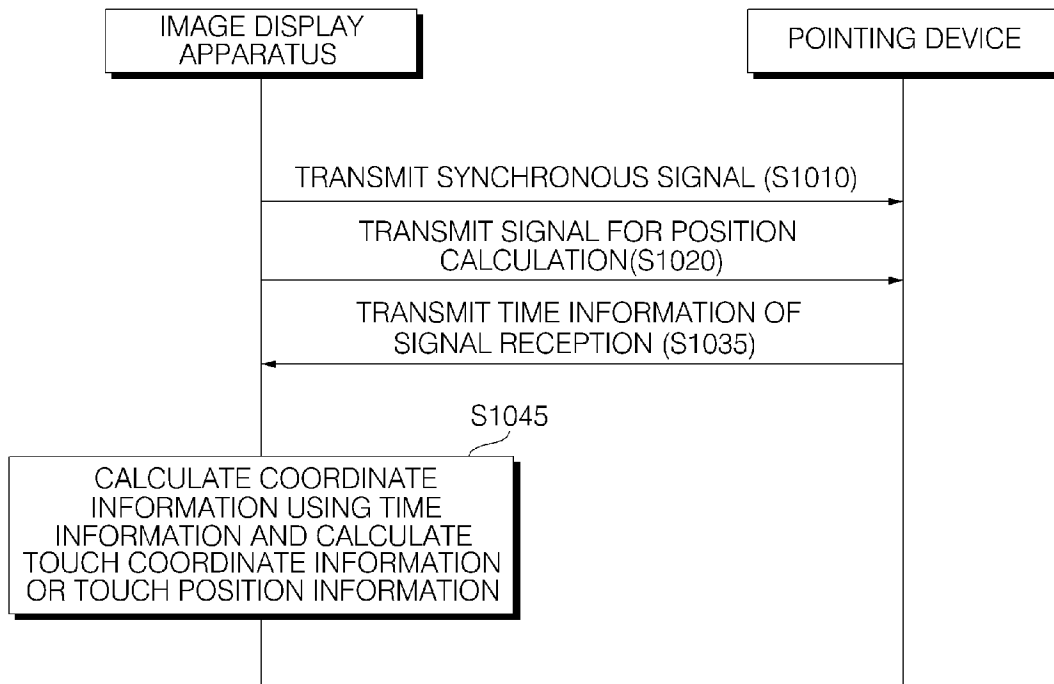 IMAGE DISPLAY
APPARATUS
POINTING DEVICE
TRANSMIT SYNCHRONOUS SIGNAL (S1010)
TRANSMIT SIGNAL FOR POSITION
CALCULATION(S1020)
TRANSMIT TIME INFORMATION OF
SIGNAL RECEPTION (S1035)
S1045
CALCULATE COORDINATE
INFORMATION USING TIME
INFORMATION AND CALCULATE
TOUCH COORDINATE INFORMATION
OR TOUCH POSITION INFORMATION